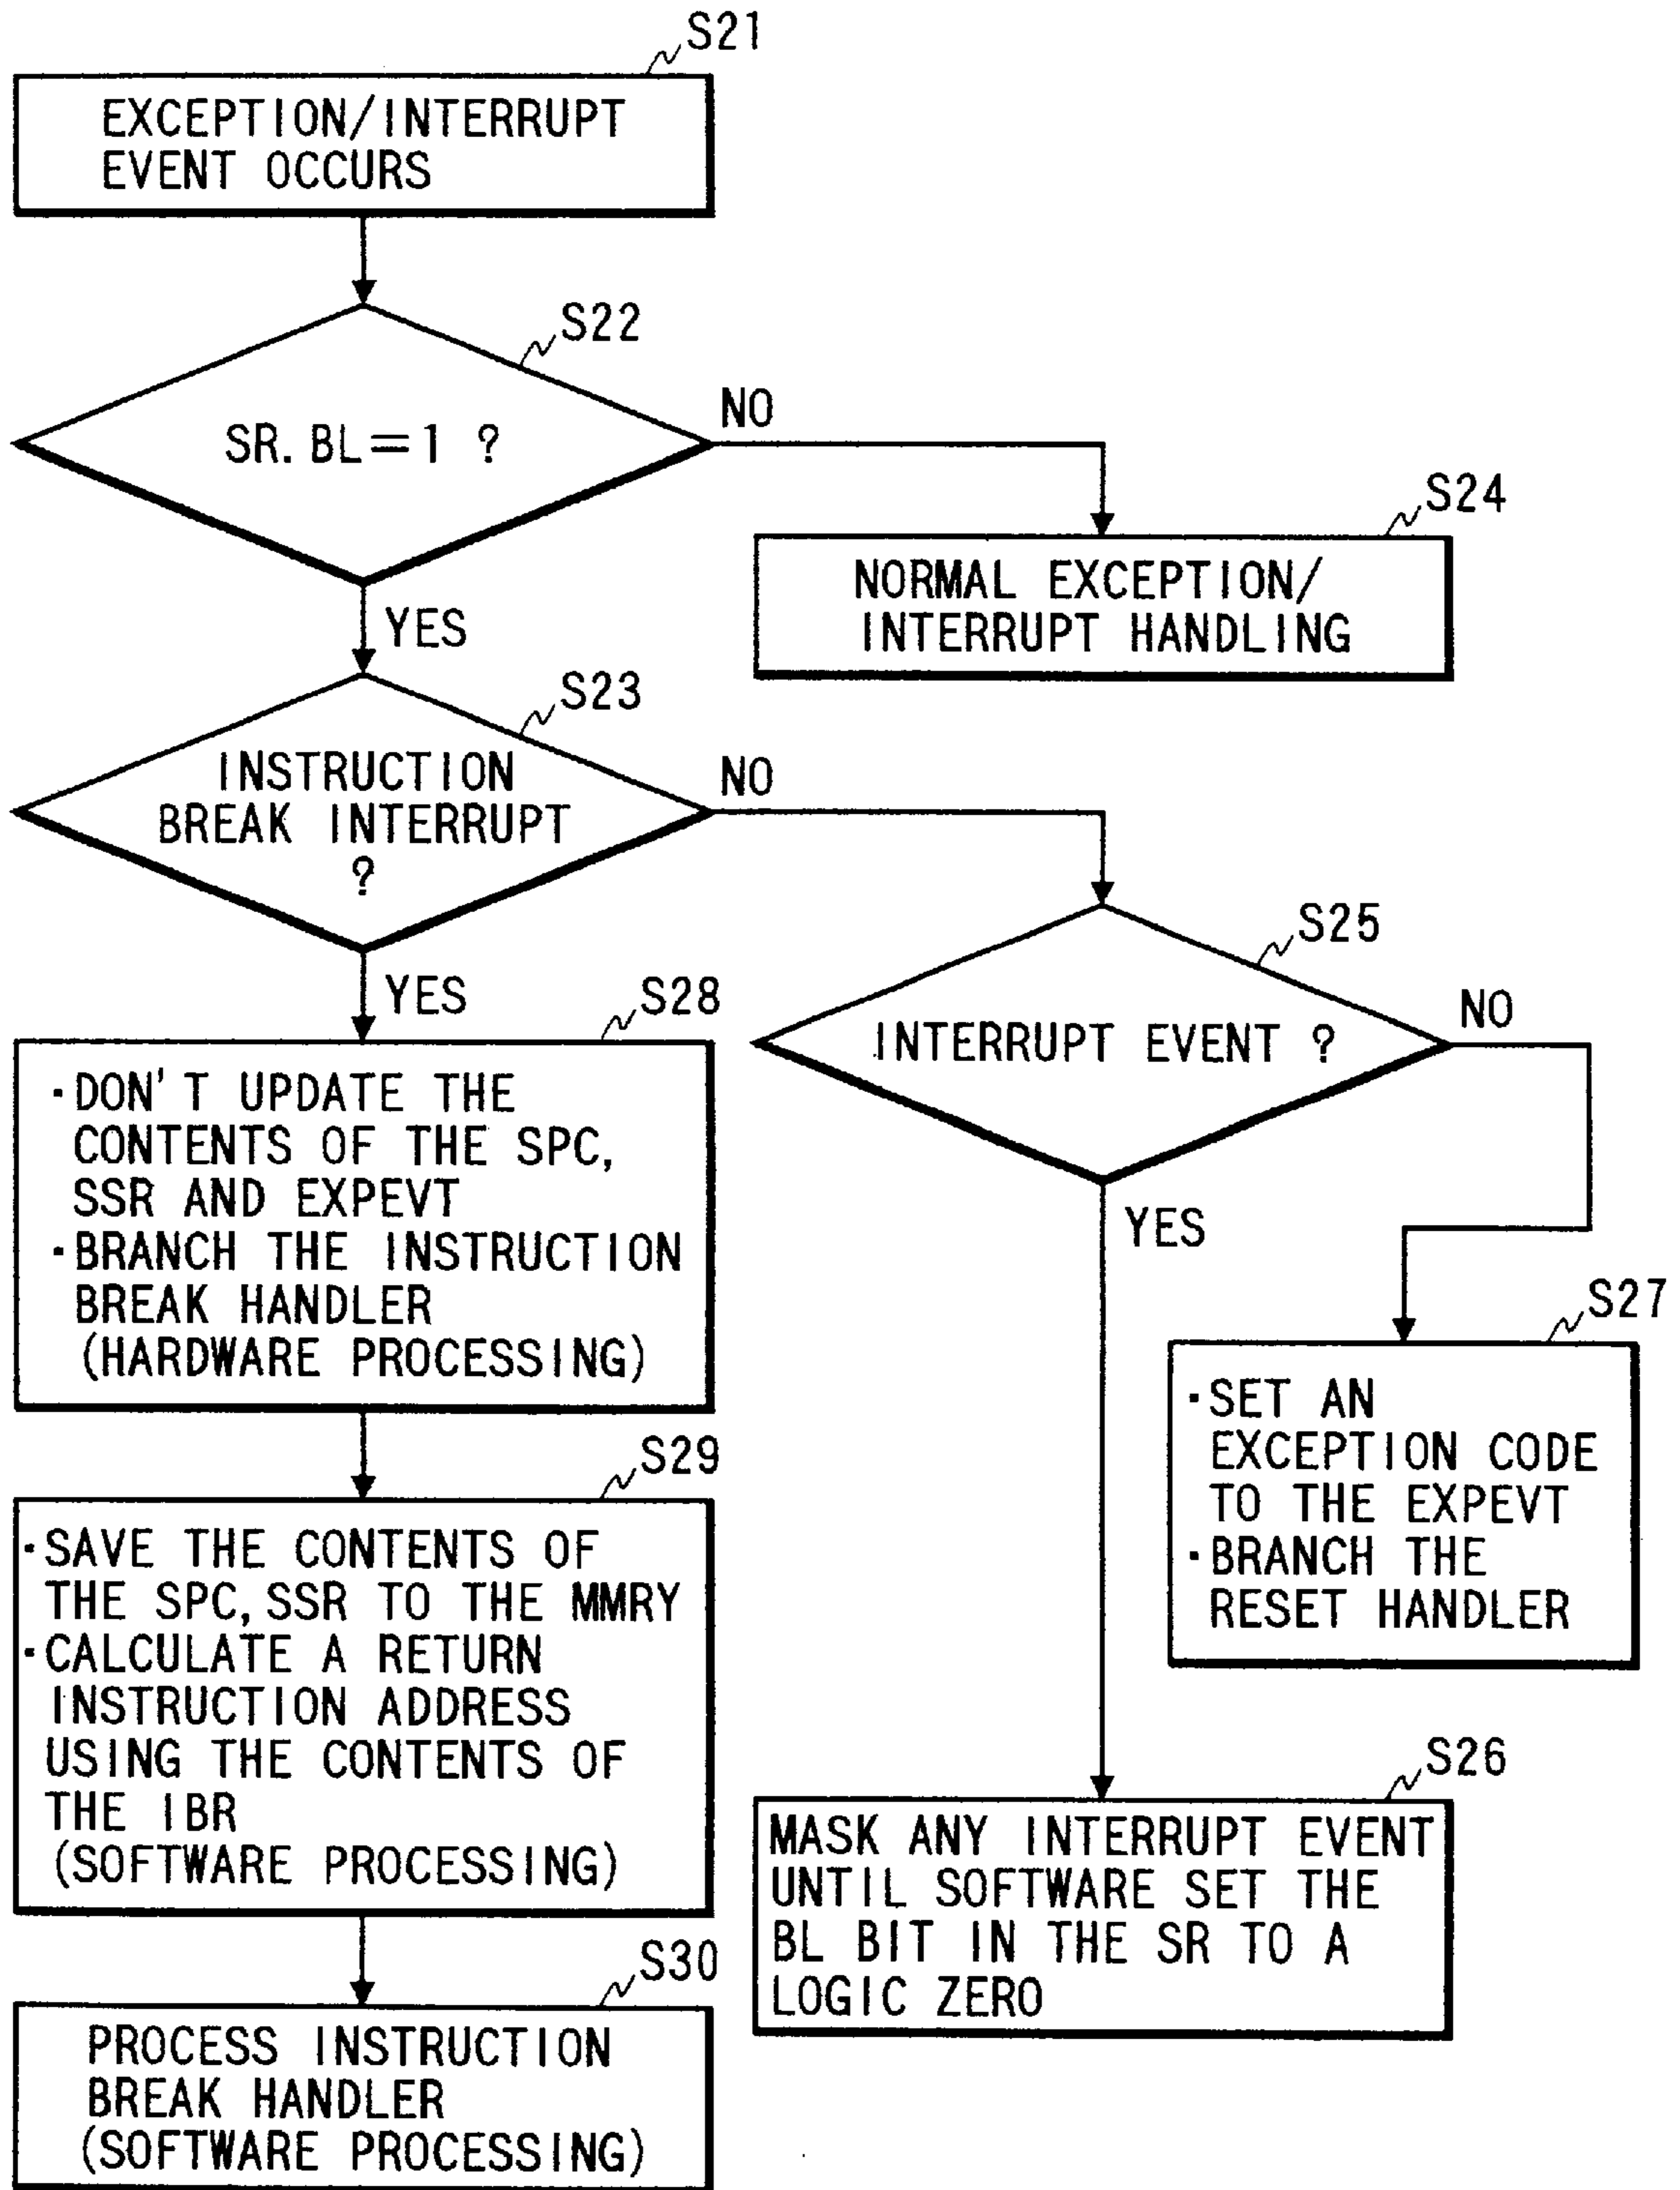 S21
EXCEPTION/INTERRUPT
EVENT OCCURS
S22
SR. BL=1 ?
NO
YES
S24
NORMAL EXCEPTION/
INTERRUPT HANDLING
S23
INSTRUCTION
BREAK INTERRUPT
?
NO
YES
S25
INTERRUPT EVENT ?
NO
YES
S28
·DON'T UPDATE THE
CONTENTS OF THE SPC,
SSR AND EXPEVT
·BRANCH THE INSTRUCTION
BREAK HANDLER
(HARDWARE PROCESSING)
S27
·SET AN
EXCEPTION CODE
TO THE EXPEVT
·BRANCH THE
RESET HANDLER
S29
·SAVE THE CONTENTS OF
THE SPC, SSR TO THE MMRY
·CALCULATE A RETURN
INSTRUCTION ADDRESS
USING THE CONTENTS OF
THE IBR
(SOFTWARE PROCESSING)
S26
MASK ANY INTERRUPT EVENT
UNTIL SOFTWARE SET THE
BL BIT IN THE SR TO A
LOGIC ZERO
S30
PROCESS INSTRUCTION
BREAK HANDLER
(SOFTWARE PROCESSING)